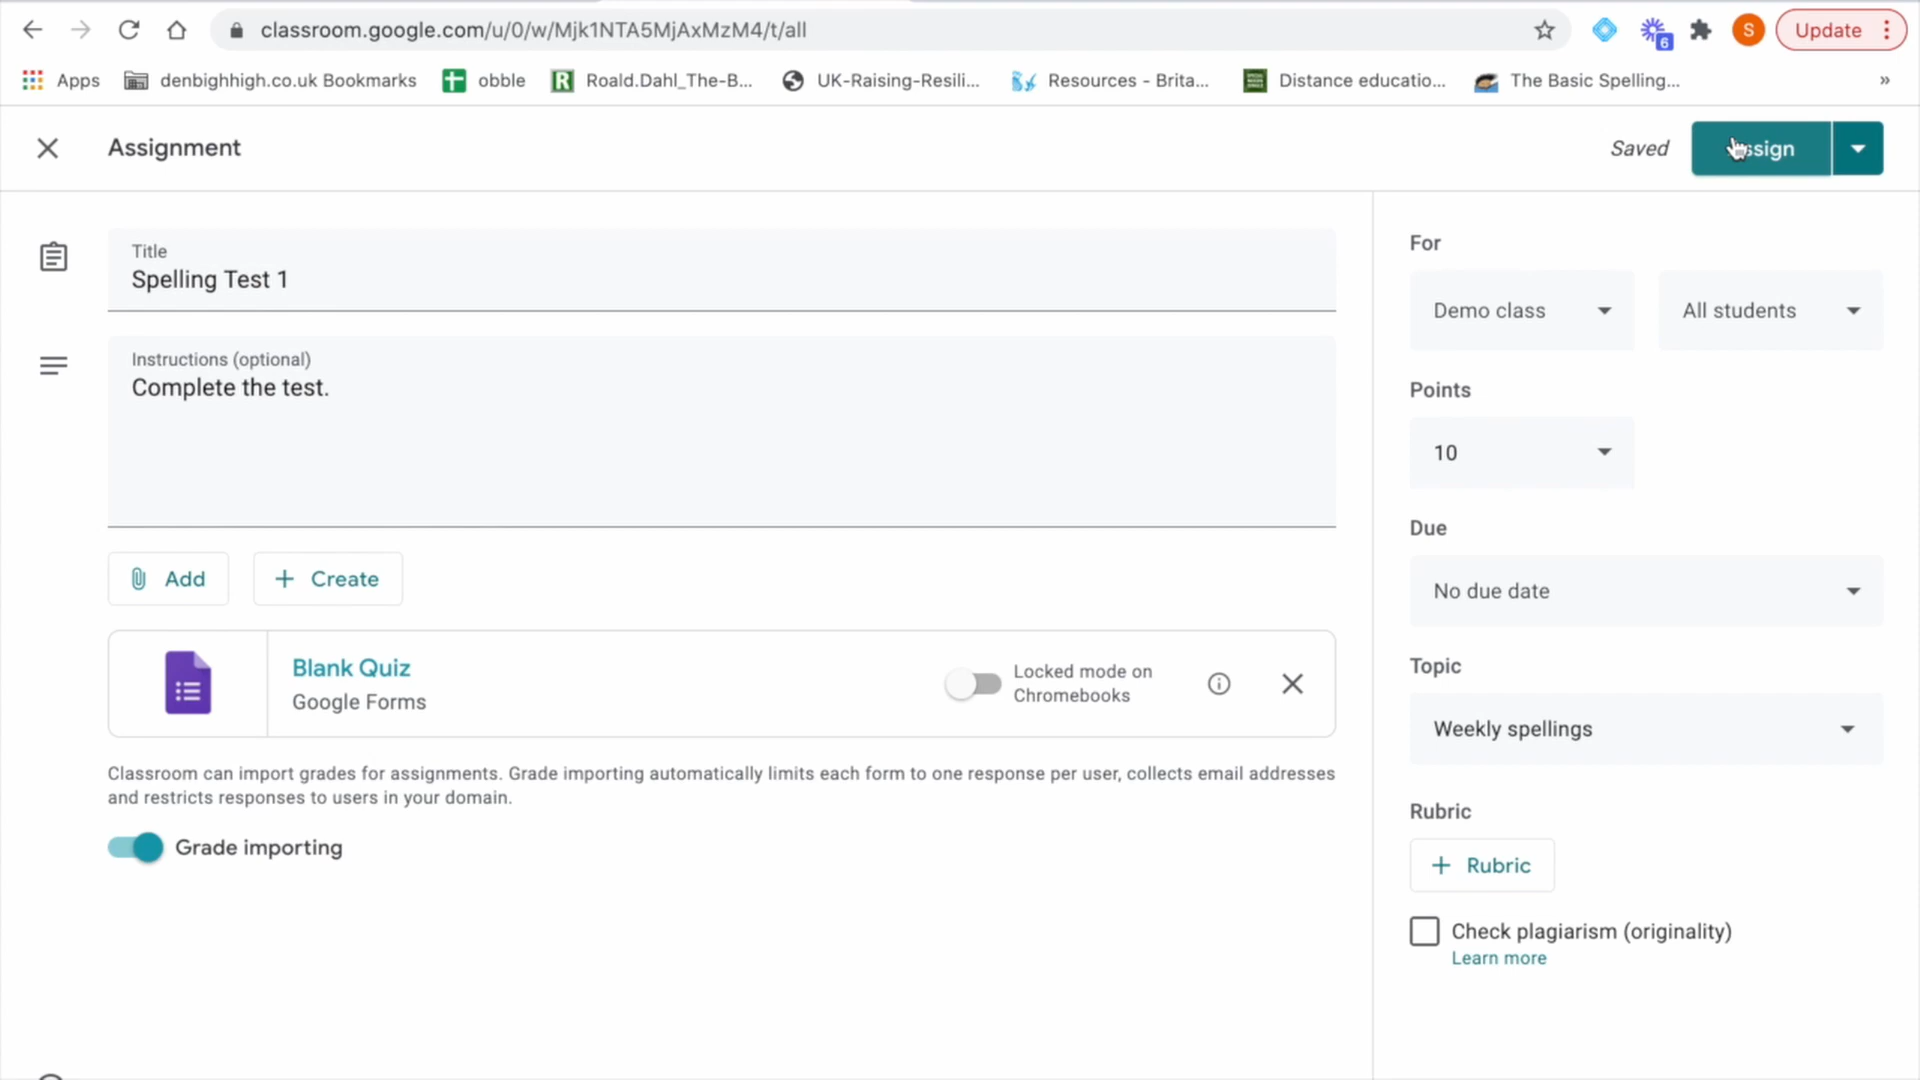 classroom.google.com/u/0/w/Mjk1NTA5MjAxMzM4/t/all
6
S
Update
Apps
denbighhigh.co.uk Bookmarks
obble
R
Roald.Dahl_The-B...
UK-Raising-Resili...
Resources - Brita...
Distance educatio...
The Basic Spelling...
»
Assignment
Saved
Title
Spelling Test 1
Instructions (optional)
Complete the test.
Add
Create
Blank Quiz
Google Forms
Locked mode on
Chromebooks
Classroom can import grades for assignments. Grade importing automatically limits each form to one response per user, collects email addresses
and restricts responses to users in your domain.
Grade importing
For
Demo class
All students
Points
10
Due
No due date
Topic
Weekly spellings
Rubric
Rubric
Check plagiarism (originality)
Learn more